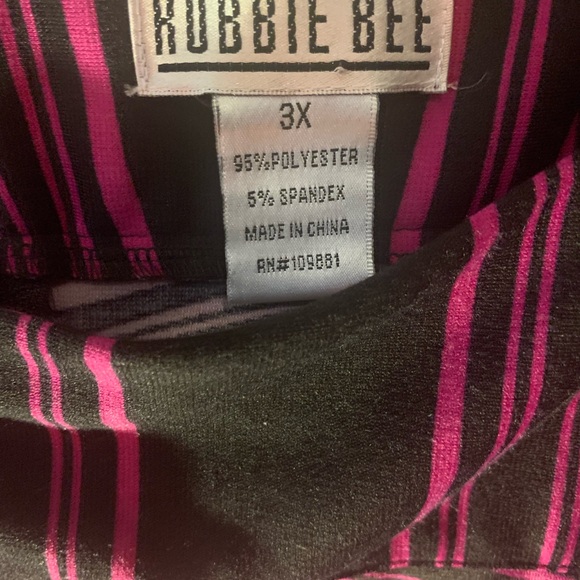 ROBBIE BEE
3X
95% POLYESTER
5% SPANDEX
MADE IN CHINA
RN#109881